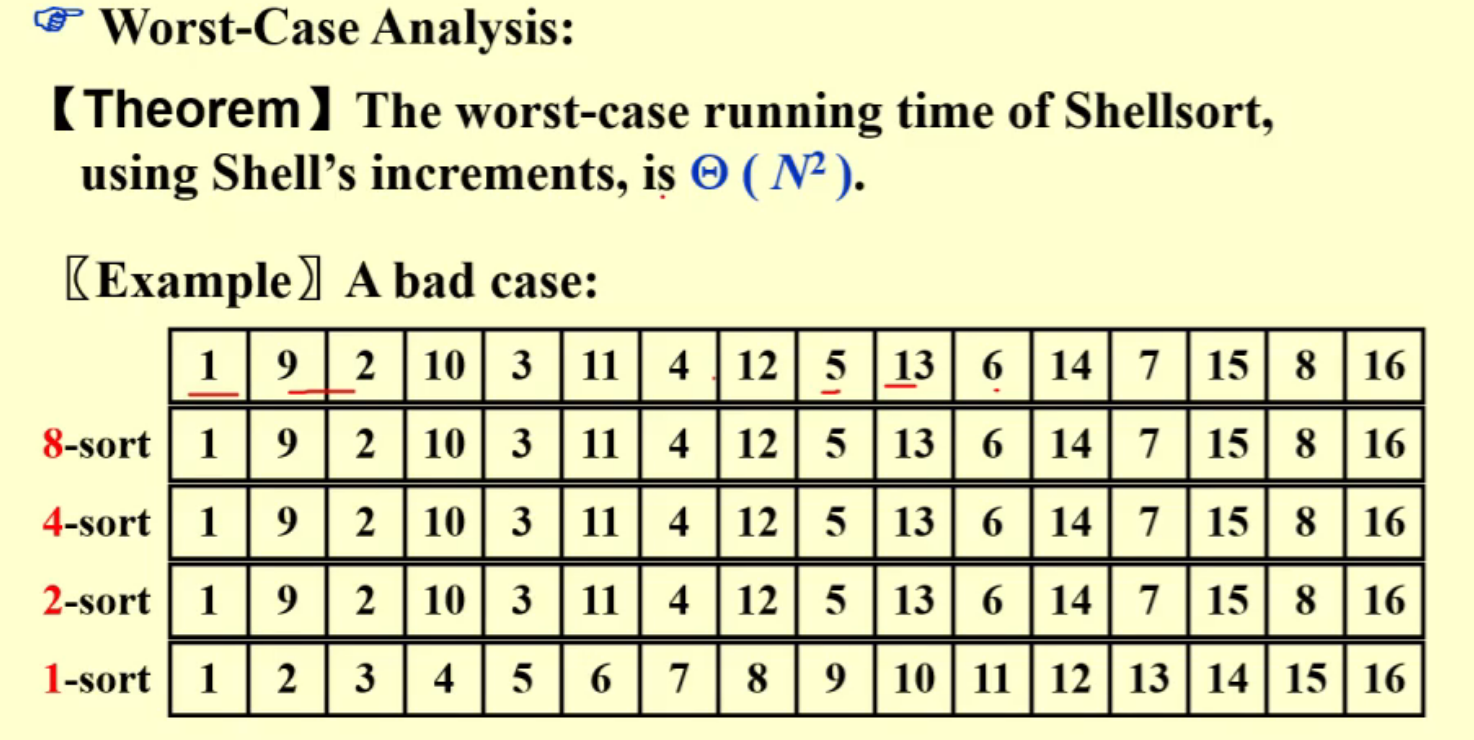 Worst-Case Analysis:
【Theorem】The worst-case running time of Shellsort,
using Shell’s increments, is Θ ( N² ).
〖Example〗A bad case:
1 9 2 10 3 11 4 12 5 13 6 14 7 15 8 16
8-sort 1 9 2 10 3 11 4 12 5 13 6 14 7 15 8 16
4-sort 1 9 2 10 3 11 4 12 5 13 6 14 7 15 8 16
2-sort 1 9 2 10 3 11 4 12 5 13 6 14 7 15 8 16
1-sort 1 2 3 4 5 6 7 8 9 10 11 12 13 14 15 16